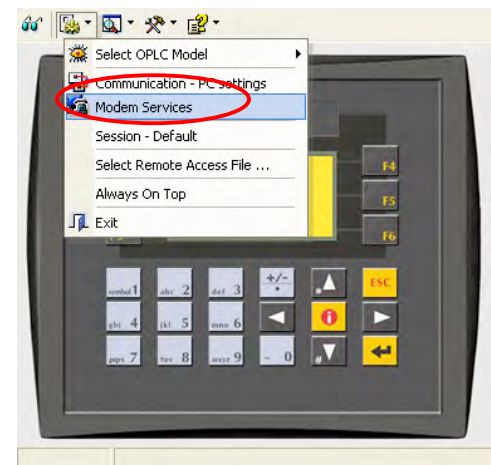 Select OPLC Model
Communication - PC settings
Modem Services
Session - Default
Select Remote Access File ...
Always On Top
Exit
F4
F5
F6
symbol 1 abc 2 def 3 +/- ESC
ghi 4 jkl 5 mno 6 i
pqrs 7 tuv 8 wxyz 9 - 0 #